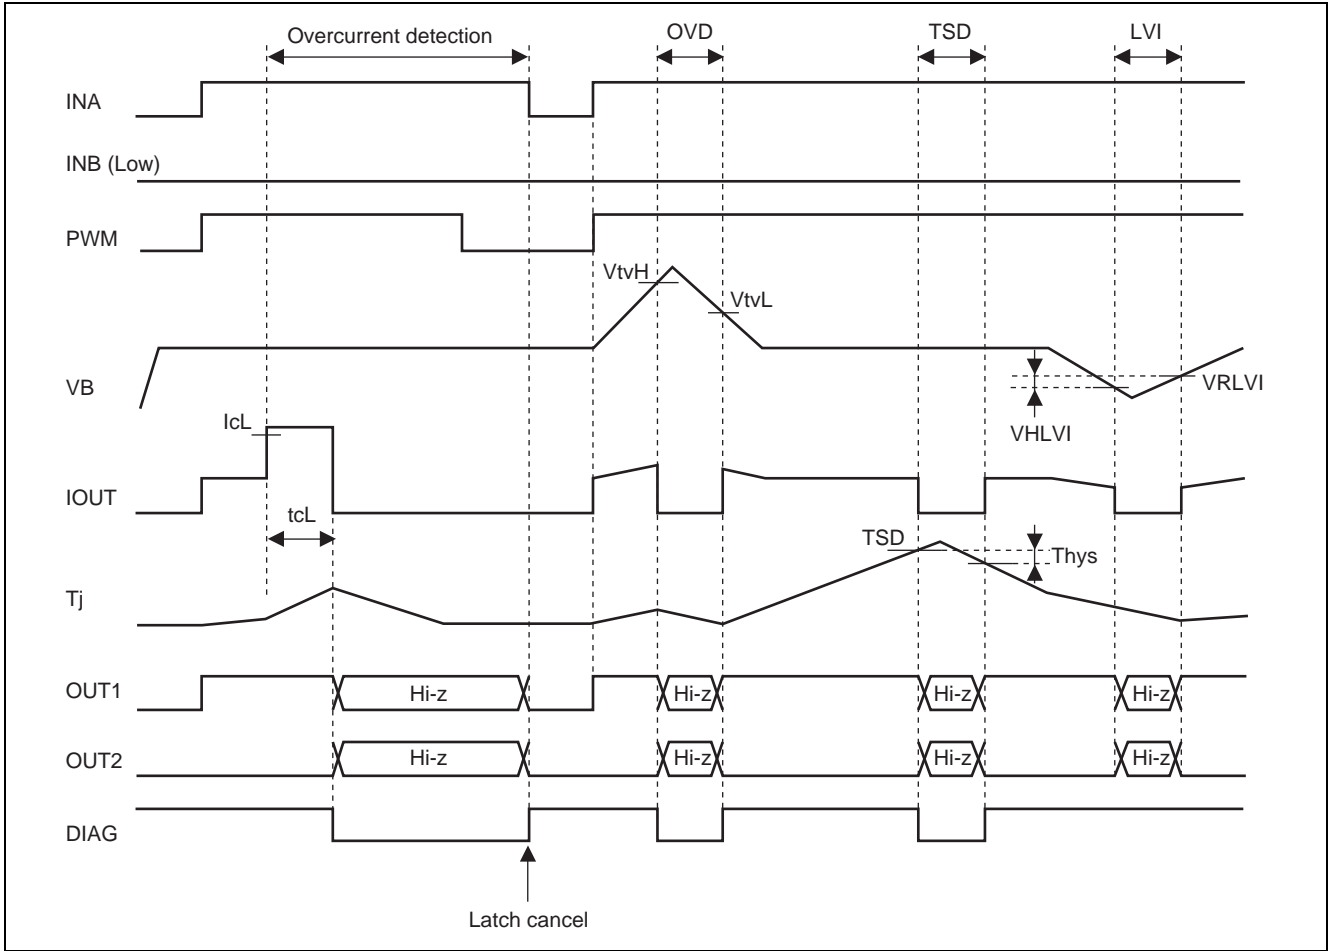 Overcurrent detection
OVD
TSD
LVI
INA
INB (Low)
PWM
VtvH
VtvL
VB
VRLVI
VHLVI
IcL
IOUT
tcL
TSD
Thys
Tj
OUT1
Hi-z
Hi-z
Hi-z
Hi-z
OUT2
Hi-z
Hi-z
Hi-z
Hi-z
DIAG
Latch cancel